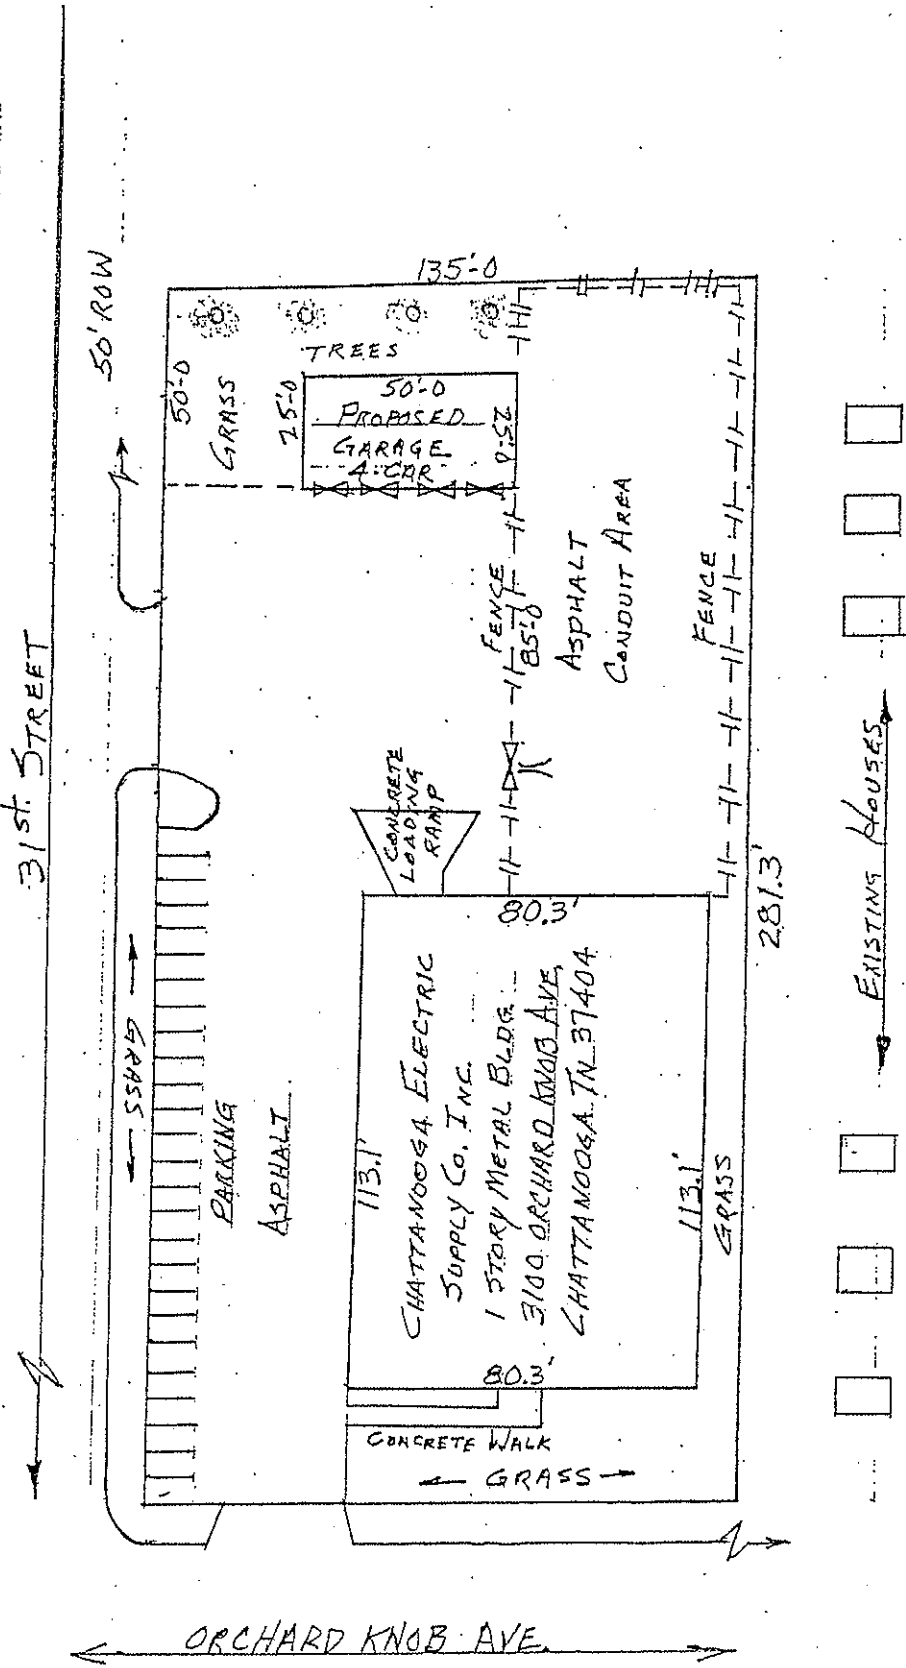 31st. STREET
50' ROW
135'-0
50'-0
GRASS
TREES
25'-0
50'-0
PROPOSED
GARAGE
4-CAR
25'-0
FENCE
85'-0
ASPHALT
CONDUIT AREA
FENCE
CONCRETE
LOADING
RAMP
GRASS
PARKING
ASPHALT
113.1'
80.3'
CHATTANOOGA ELECTRIC
SUPPLY CO. INC.
1 STORY METAL BLDG.
3100 ORCHARD KNOB AVE,
CHATTANOOGA TN 37404
113.1'
80.3'
GRASS
281.3'
CONCRETE WALK
GRASS
EXISTING HOUSES
ORCHARD KNOB AVE.